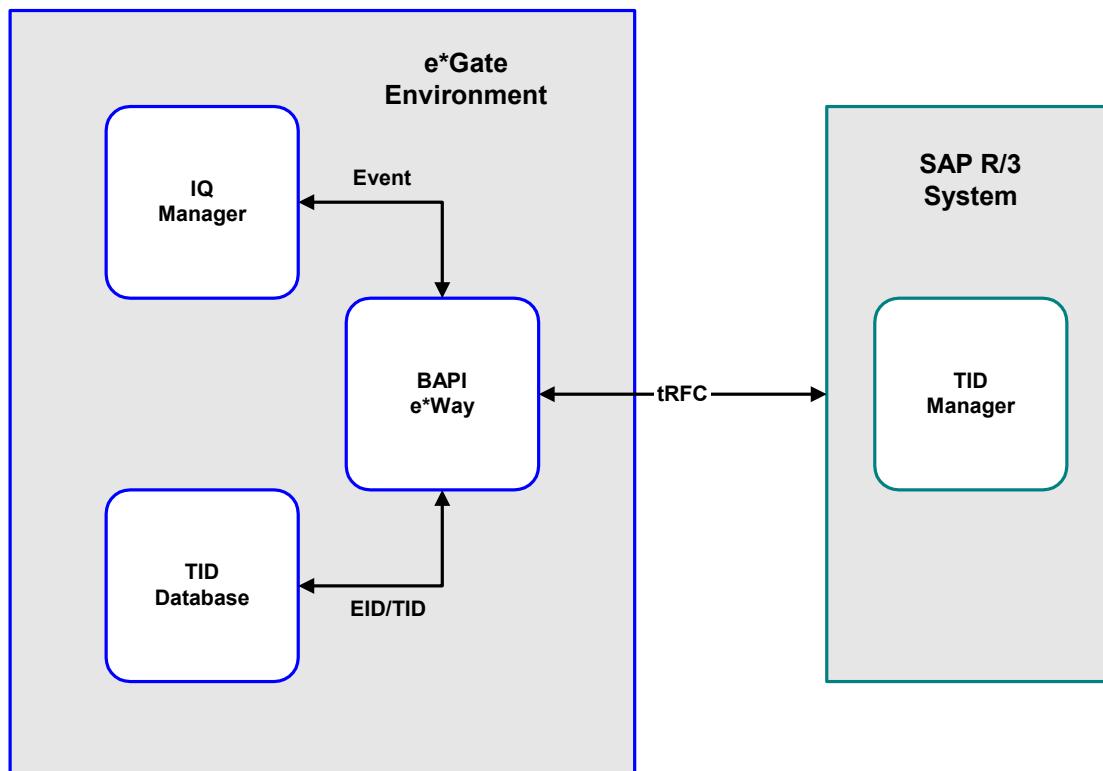 e*Gate
Environment
SAP R/3
System
IQ
Manager
Event
BAPI
e*Way
tRFC
TID
Manager
TID
Database
EID/TID